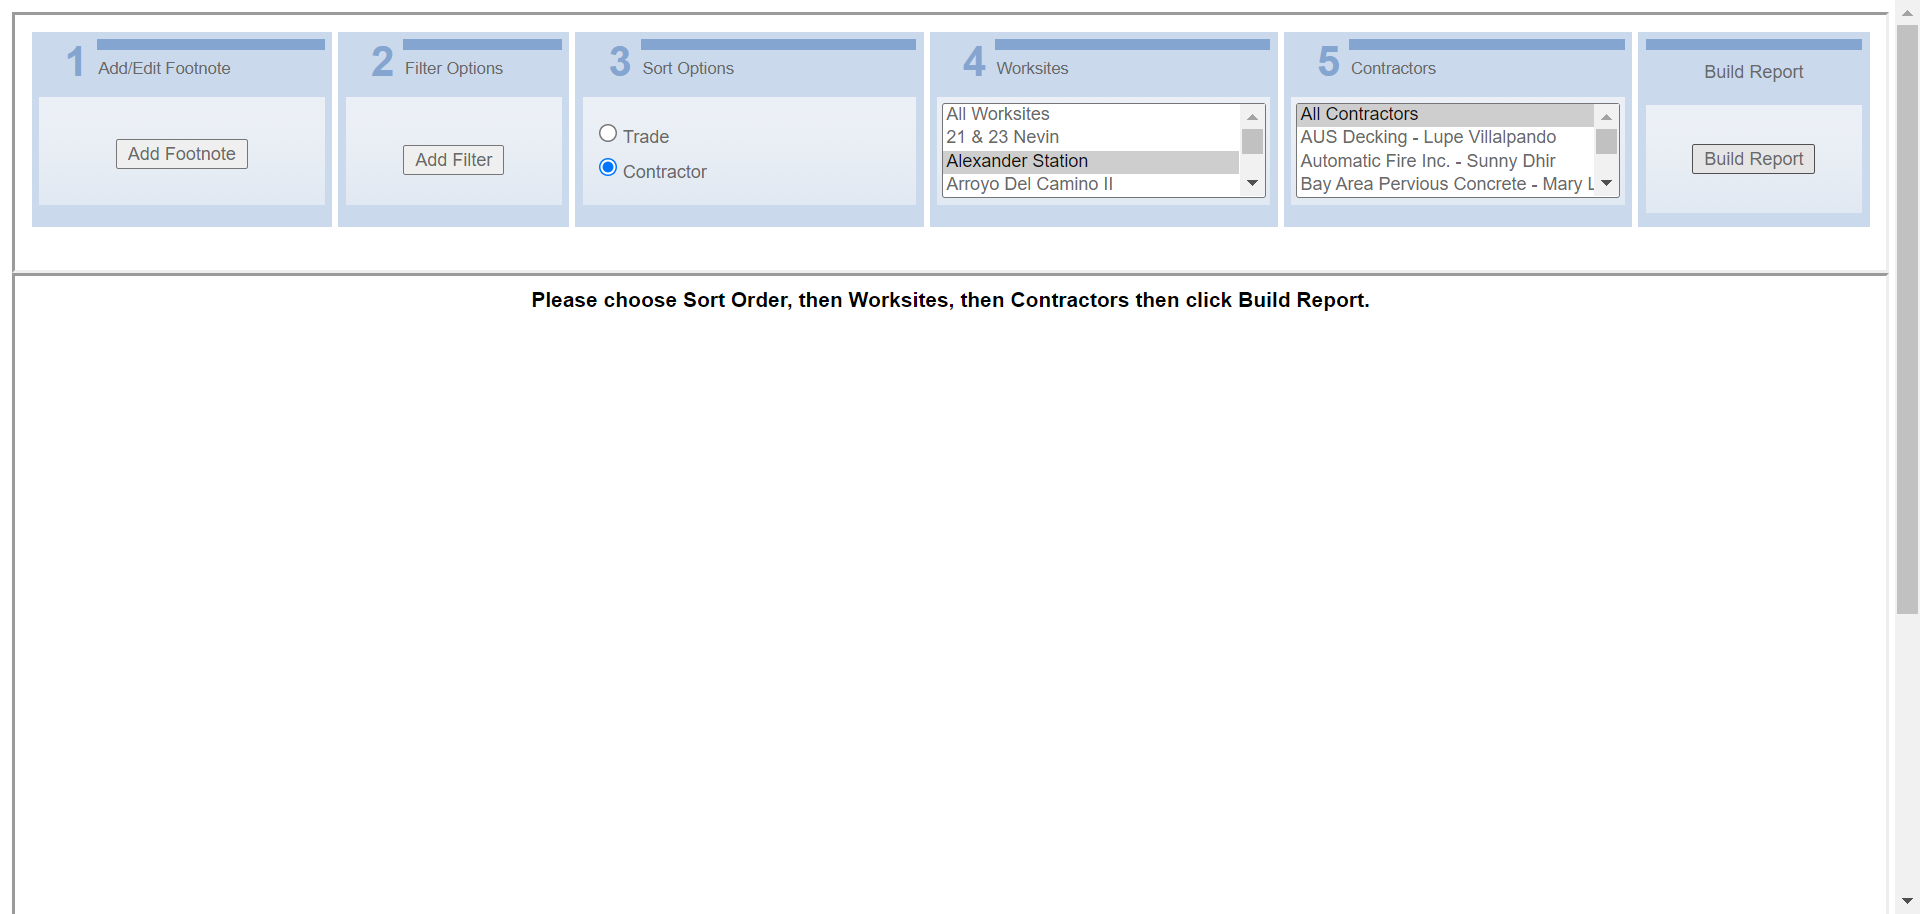 1 Add/Edit Footnote
Add Footnote
2 Filter Options
Add Filter
3 Sort Options
Trade
Contractor
4 Worksites
All Worksites
21 & 23 Nevin
Alexander Station
Arroyo Del Camino II
5 Contractors
All Contractors
AUS Decking - Lupe Villalpando
Automatic Fire Inc. - Sunny Dhir
Bay Area Pervious Concrete - Mary L
Build Report
Build Report
Please choose Sort Order, then Worksites, then Contractors then click Build Report.